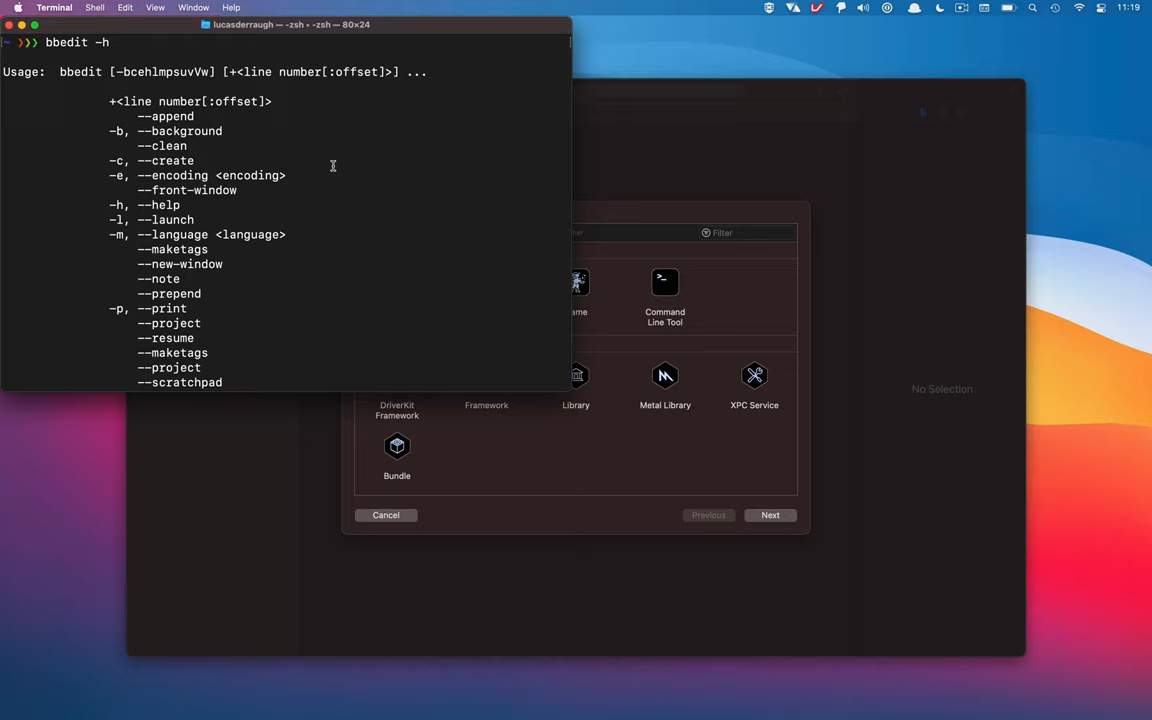 Terminal Shell Edit View Window Help 11:19
lucasderraugh — -zsh ▸ -zsh — 80×24
~ ❯❯❯ bbedit -h
Usage: bbedit [-bcehlmpsuvVw] [+<line number[:offset]>] ...
+<line number[:offset]>
--append
-b, --background
--clean
-c, --create
-e, --encoding <encoding>
--front-window
-h, --help
-l, --launch
-m, --language <language>
--maketags
--new-window
--note
--prepend
-p, --print
--project
--resume
--maketags
--project
--scratchpad
Filter
ame
Command
Line Tool
DriverKit
Framework
Framework
Library
Metal Library
XPC Service
Bundle
Cancel
Previous
Next
No Selection